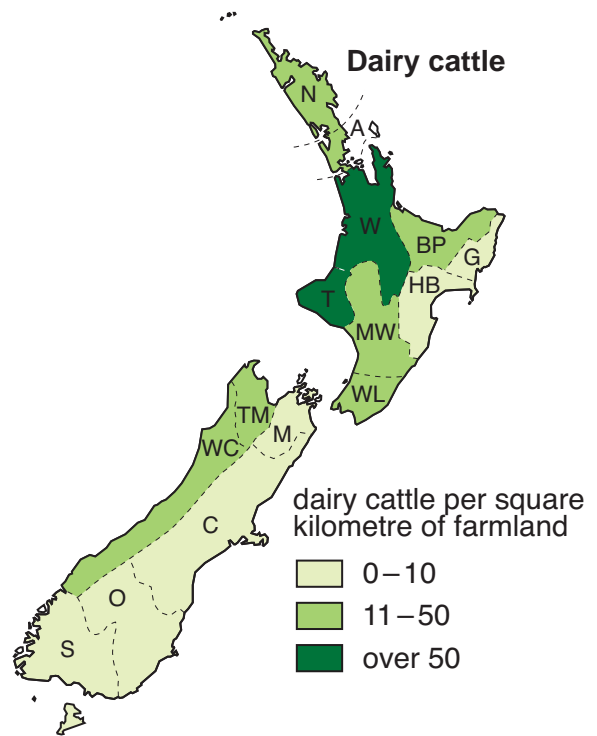 Dairy cattle
N
A
W
BP
G
HB
T
MW
WL
TM
M
WC
C
O
S
dairy cattle per square
kilometre of farmland
0–10
11–50
over 50